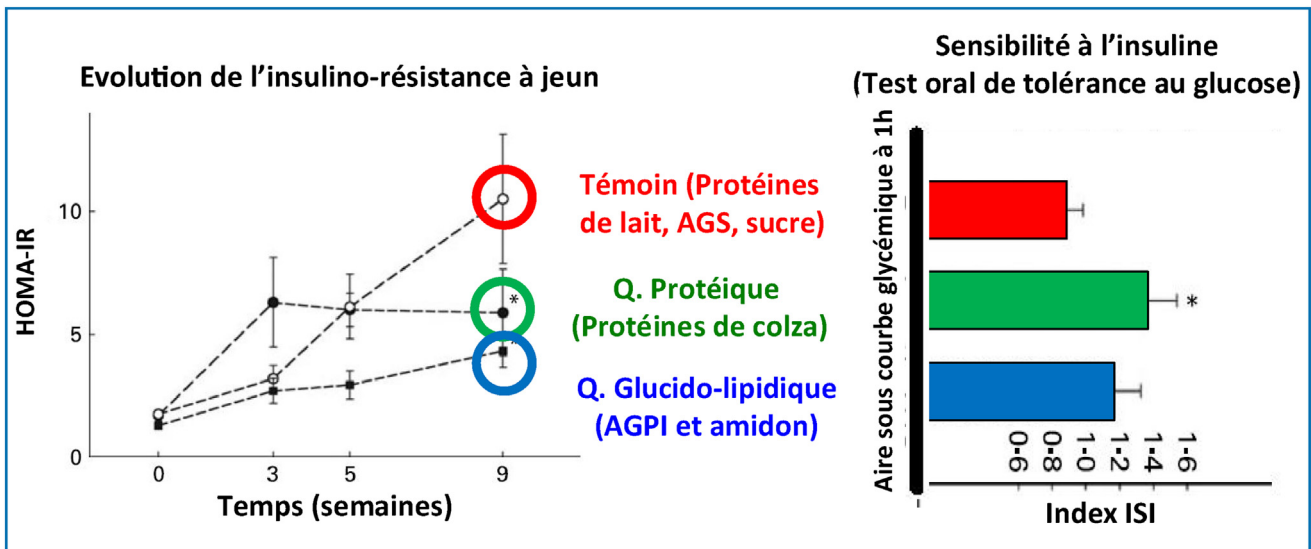 Evolution de l’insulino-résistance à jeun
HOMA-IR
10
5
0
0 3 5 9
Temps (semaines)
*
*
Témoin (Protéines
de lait, AGS, sucre)
Q. Protéique
(Protéines de colza)
Q. Glucido-lipidique
(AGPI et amidon)
Sensibilité à l’insuline
(Test oral de tolérance au glucose)
Aire sous courbe glycémique à 1h
*
0·6 0·8 1·0 1·2 1·4 1·6
Index ISI